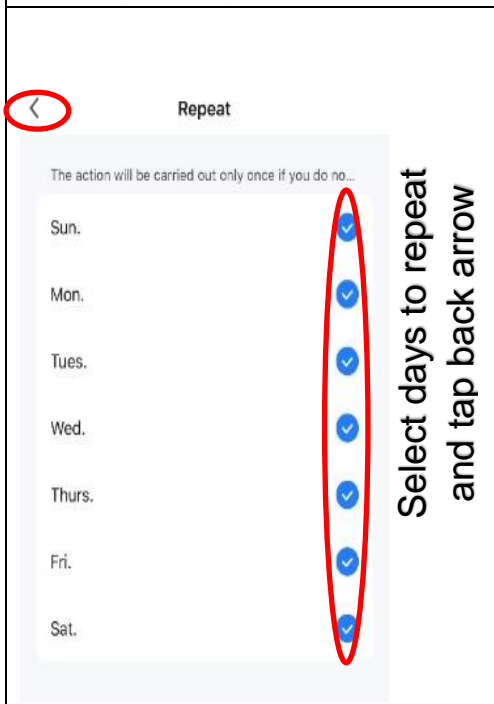 Repeat
The action will be carried out only once if you do no...
Sun.
Mon.
Tues.
Wed.
Thurs.
Fri.
Sat.
Select days to repeat
and tap back arrow